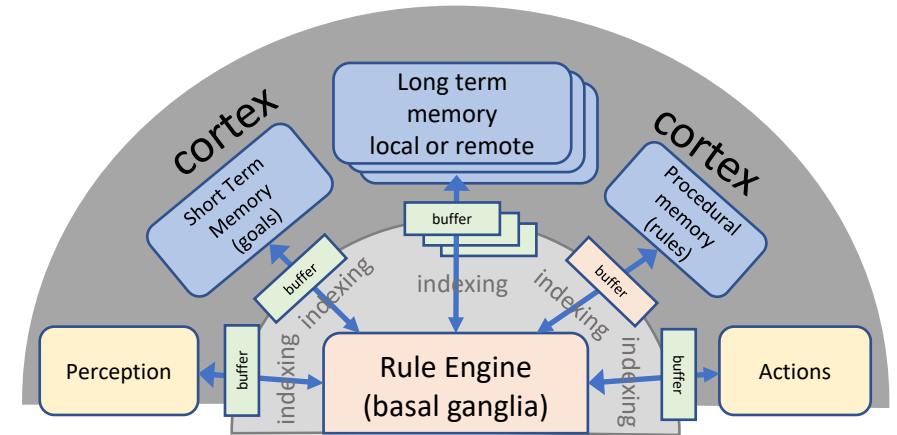 cortex
cortex
Long term
memory
local or remote
Short Term
Memory
(goals)
Procedural
memory
(rules)
buffer
buffer
buffer
indexing
indexing
indexing
Perception
buffer
indexing
Rule Engine
(basal ganglia)
indexing
buffer
Actions